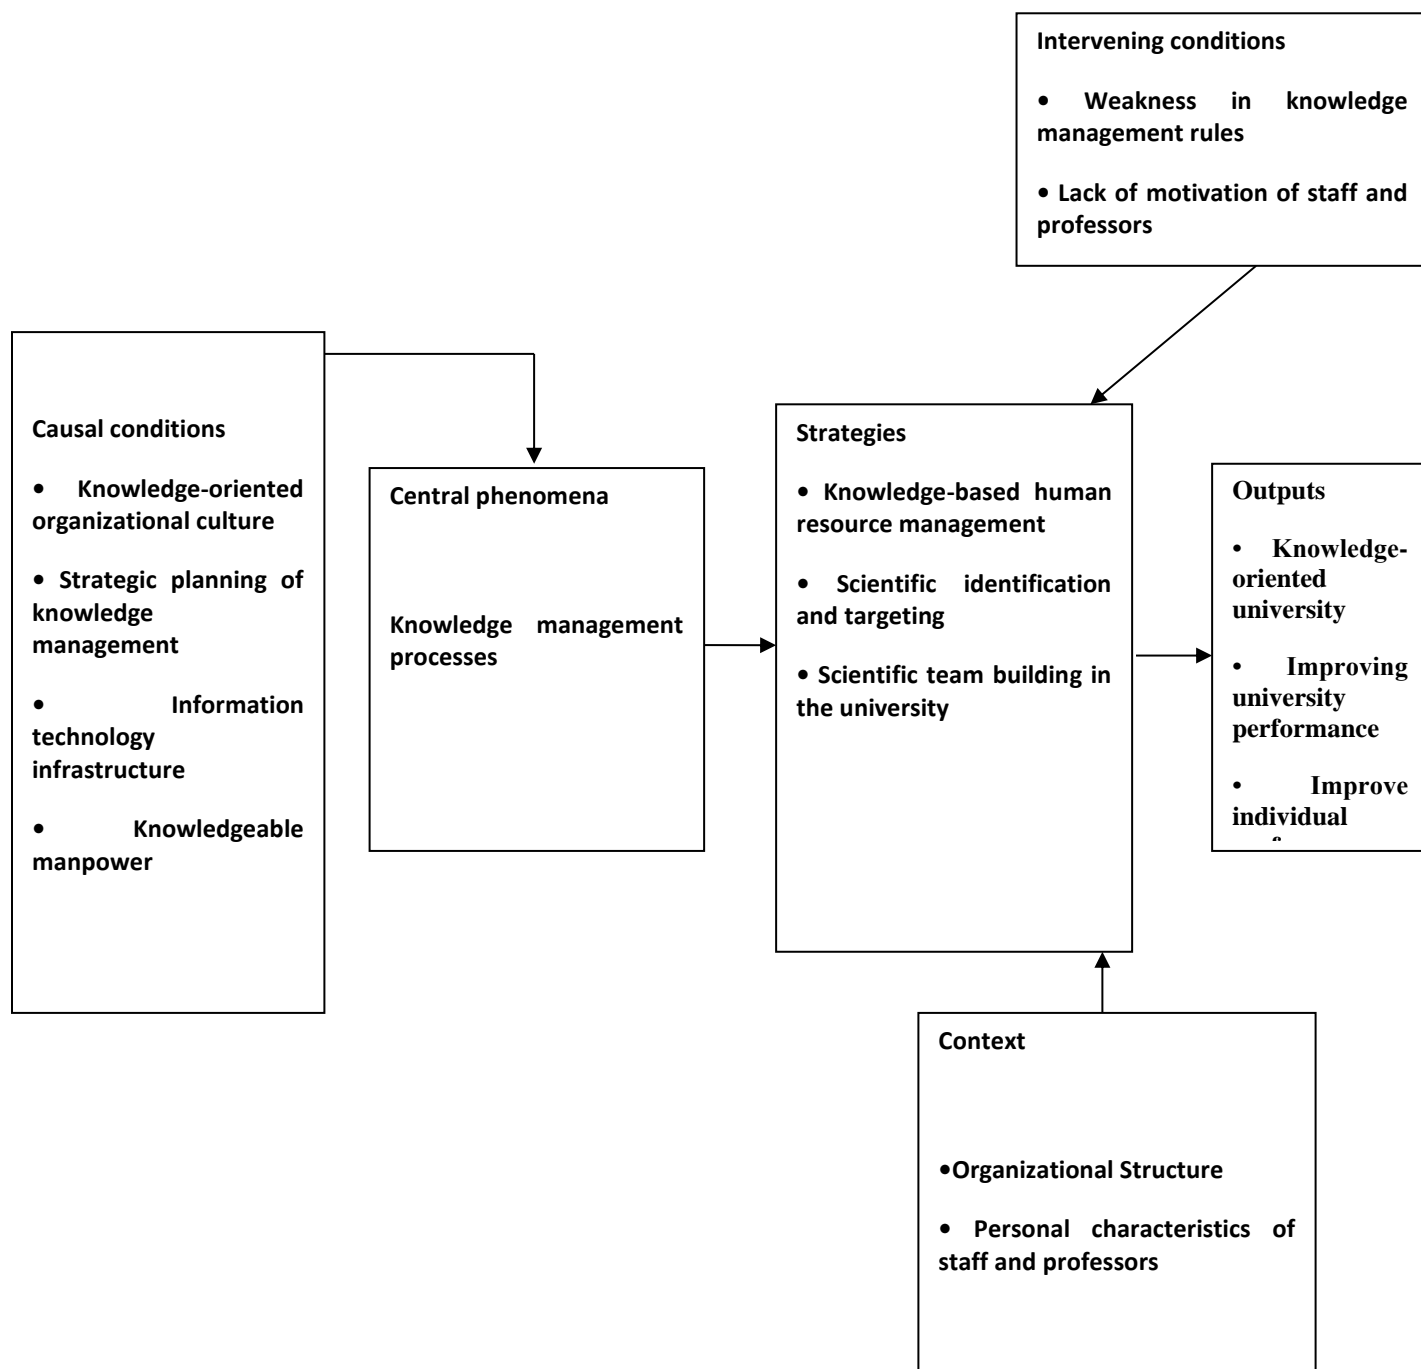 Intervening conditions
• Weakness in knowledge
management rules
• Lack of motivation of staff and
professors
Causal conditions
• Knowledge-oriented
organizational culture
• Strategic planning of
knowledge
management
• Information
technology
infrastructure
• Knowledgeable
manpower
Central phenomena
Knowledge management
processes
Strategies
• Knowledge-based human
resource management
• Scientific identification
and targeting
• Scientific team building in
the university
Outputs
• Knowledge-
oriented
university
• Improving
university
performance
• Improve
individual
Context
•Organizational Structure
• Personal characteristics of
staff and professors